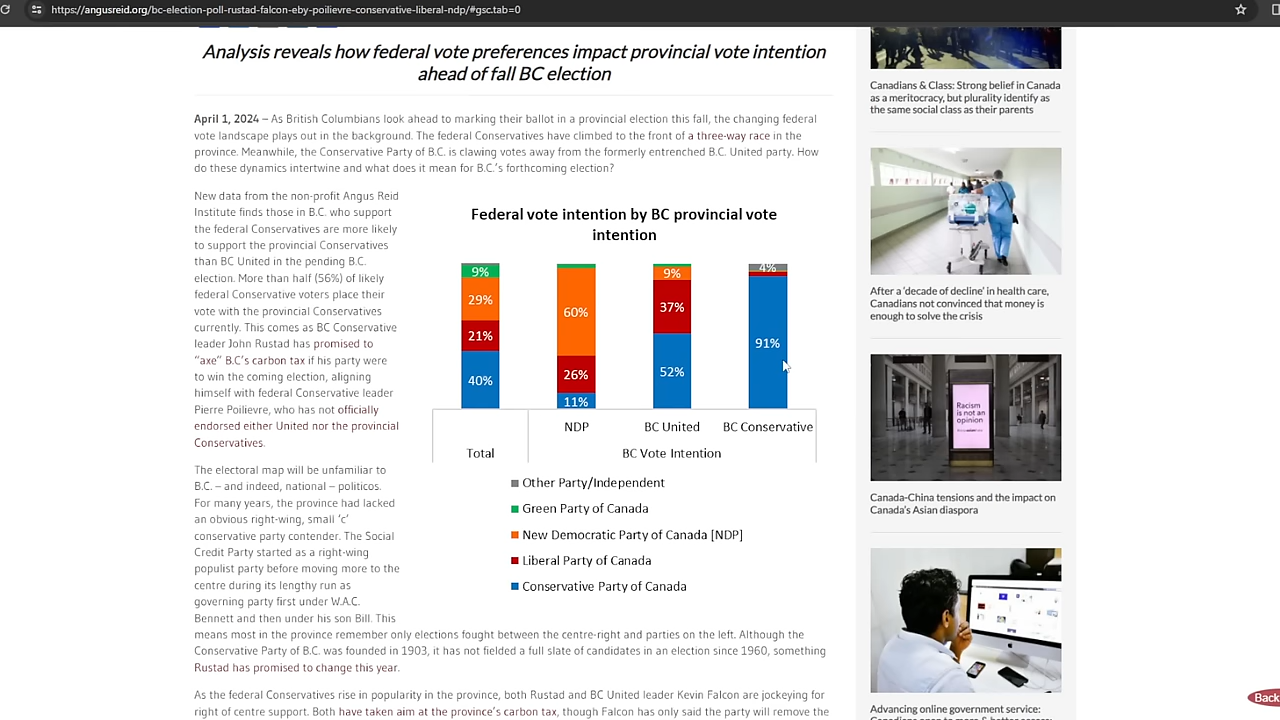 https://angusreid.org/bc-election-poll-rustad-falcon-eby-poilievre-conservative-liberal-ndp/#gsc.tab=0
Analysis reveals how federal vote preferences impact provincial vote intention
ahead of fall BC election
April 1, 2024 – As British Columbians look ahead to marking their ballot in a provincial election this fall, the changing federal
vote landscape plays out in the background. The federal Conservatives have climbed to the front of a three-way race in the
province. Meanwhile, the Conservative Party of B.C. is clawing votes away from the formerly entrenched B.C. United party. How
do these dynamics intertwine and what does it mean for B.C.'s forthcoming election?
New data from the non-profit Angus Reid
Institute finds those in B.C. who support
the federal Conservatives are more likely
to support the provincial Conservatives
than BC United in the pending B.C.
election. More than half (56%) of likely
federal Conservative voters place their
vote with the provincial Conservatives
currently. This comes as BC Conservative
leader John Rustad has promised to
“axe” B.C's carbon tax if his party were
to win the coming election, aligning
himself with federal Conservative leader
Pierre Poilievre, who has not officially
endorsed either United nor the provincial
Conservatives.
Federal vote intention by BC provincial vote
intention
9%
29%
21%
40%
60%
26%
11%
9%
37%
52%
4%
91%
NDP
BC United
BC Conservative
Total
BC Vote Intention
Other Party/Independent
Green Party of Canada
New Democratic Party of Canada [NDP]
Liberal Party of Canada
Conservative Party of Canada
The electoral map will be unfamiliar to
B.C. – and indeed, national – politicos.
For many years, the province had lacked
an obvious right-wing, small ‘c’
conservative party contender. The Social
Credit Party started as a right-wing
populist party before moving more to the
centre during its lengthy run as
governing party first under W.A.C.
Bennett and then under his son Bill. This
means most in the province remember only elections fought between the centre-right and parties on the left. Although the
Conservative Party of B.C. was founded in 1903, it has not fielded a full slate of candidates in an election since 1960, something
Rustad has promised to change this year.
As the federal Conservatives rise in popularity in the province, both Rustad and BC United leader Kevin Falcon are jockeying for
right of centre support. Both have taken aim at the province's carbon tax, though Falcon has only said the party will remove the
Canadians & Class: Strong belief in Canada
as a meritocracy, but plurality identify as
the same social class as their parents
After a ‘decade of decline’ in health care,
Canadians not convinced that money is
enough to solve the crisis
Racism
is not an
opinion
Canada-China tensions and the impact on
Canada's Asian diaspora
Advancing online government service:
Back